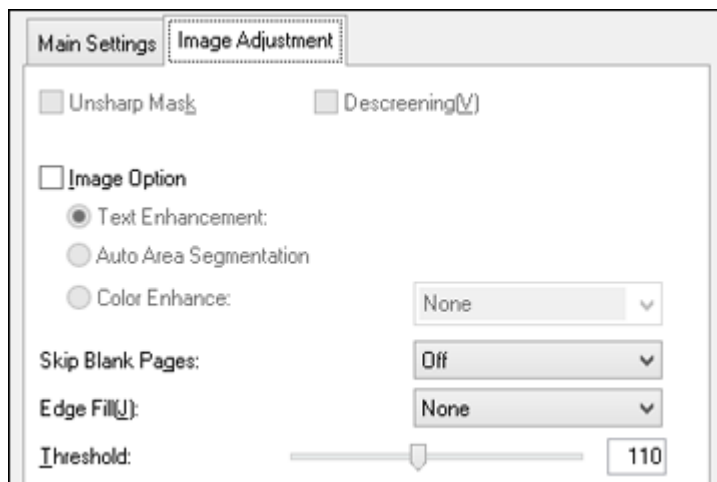 Main Settings Image Adjustment
Unsharp Mask Descreening(V)
Image Option
Text Enhancement:
Auto Area Segmentation
Color Enhance: None
Skip Blank Pages: Off
Edge Fill(J): None
Threshold: 110